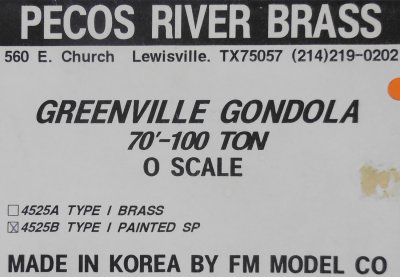 PECOS RIVER BRASS
560 E. Church Lewisville. TX75057 (214)219-0202
GREENVILLE GONDOLA
70'-100 TON
O SCALE
☐ 4525A TYPE I BRASS
☒ 4525B TYPE I PAINTED SP
MADE IN KOREA BY FM MODEL CO